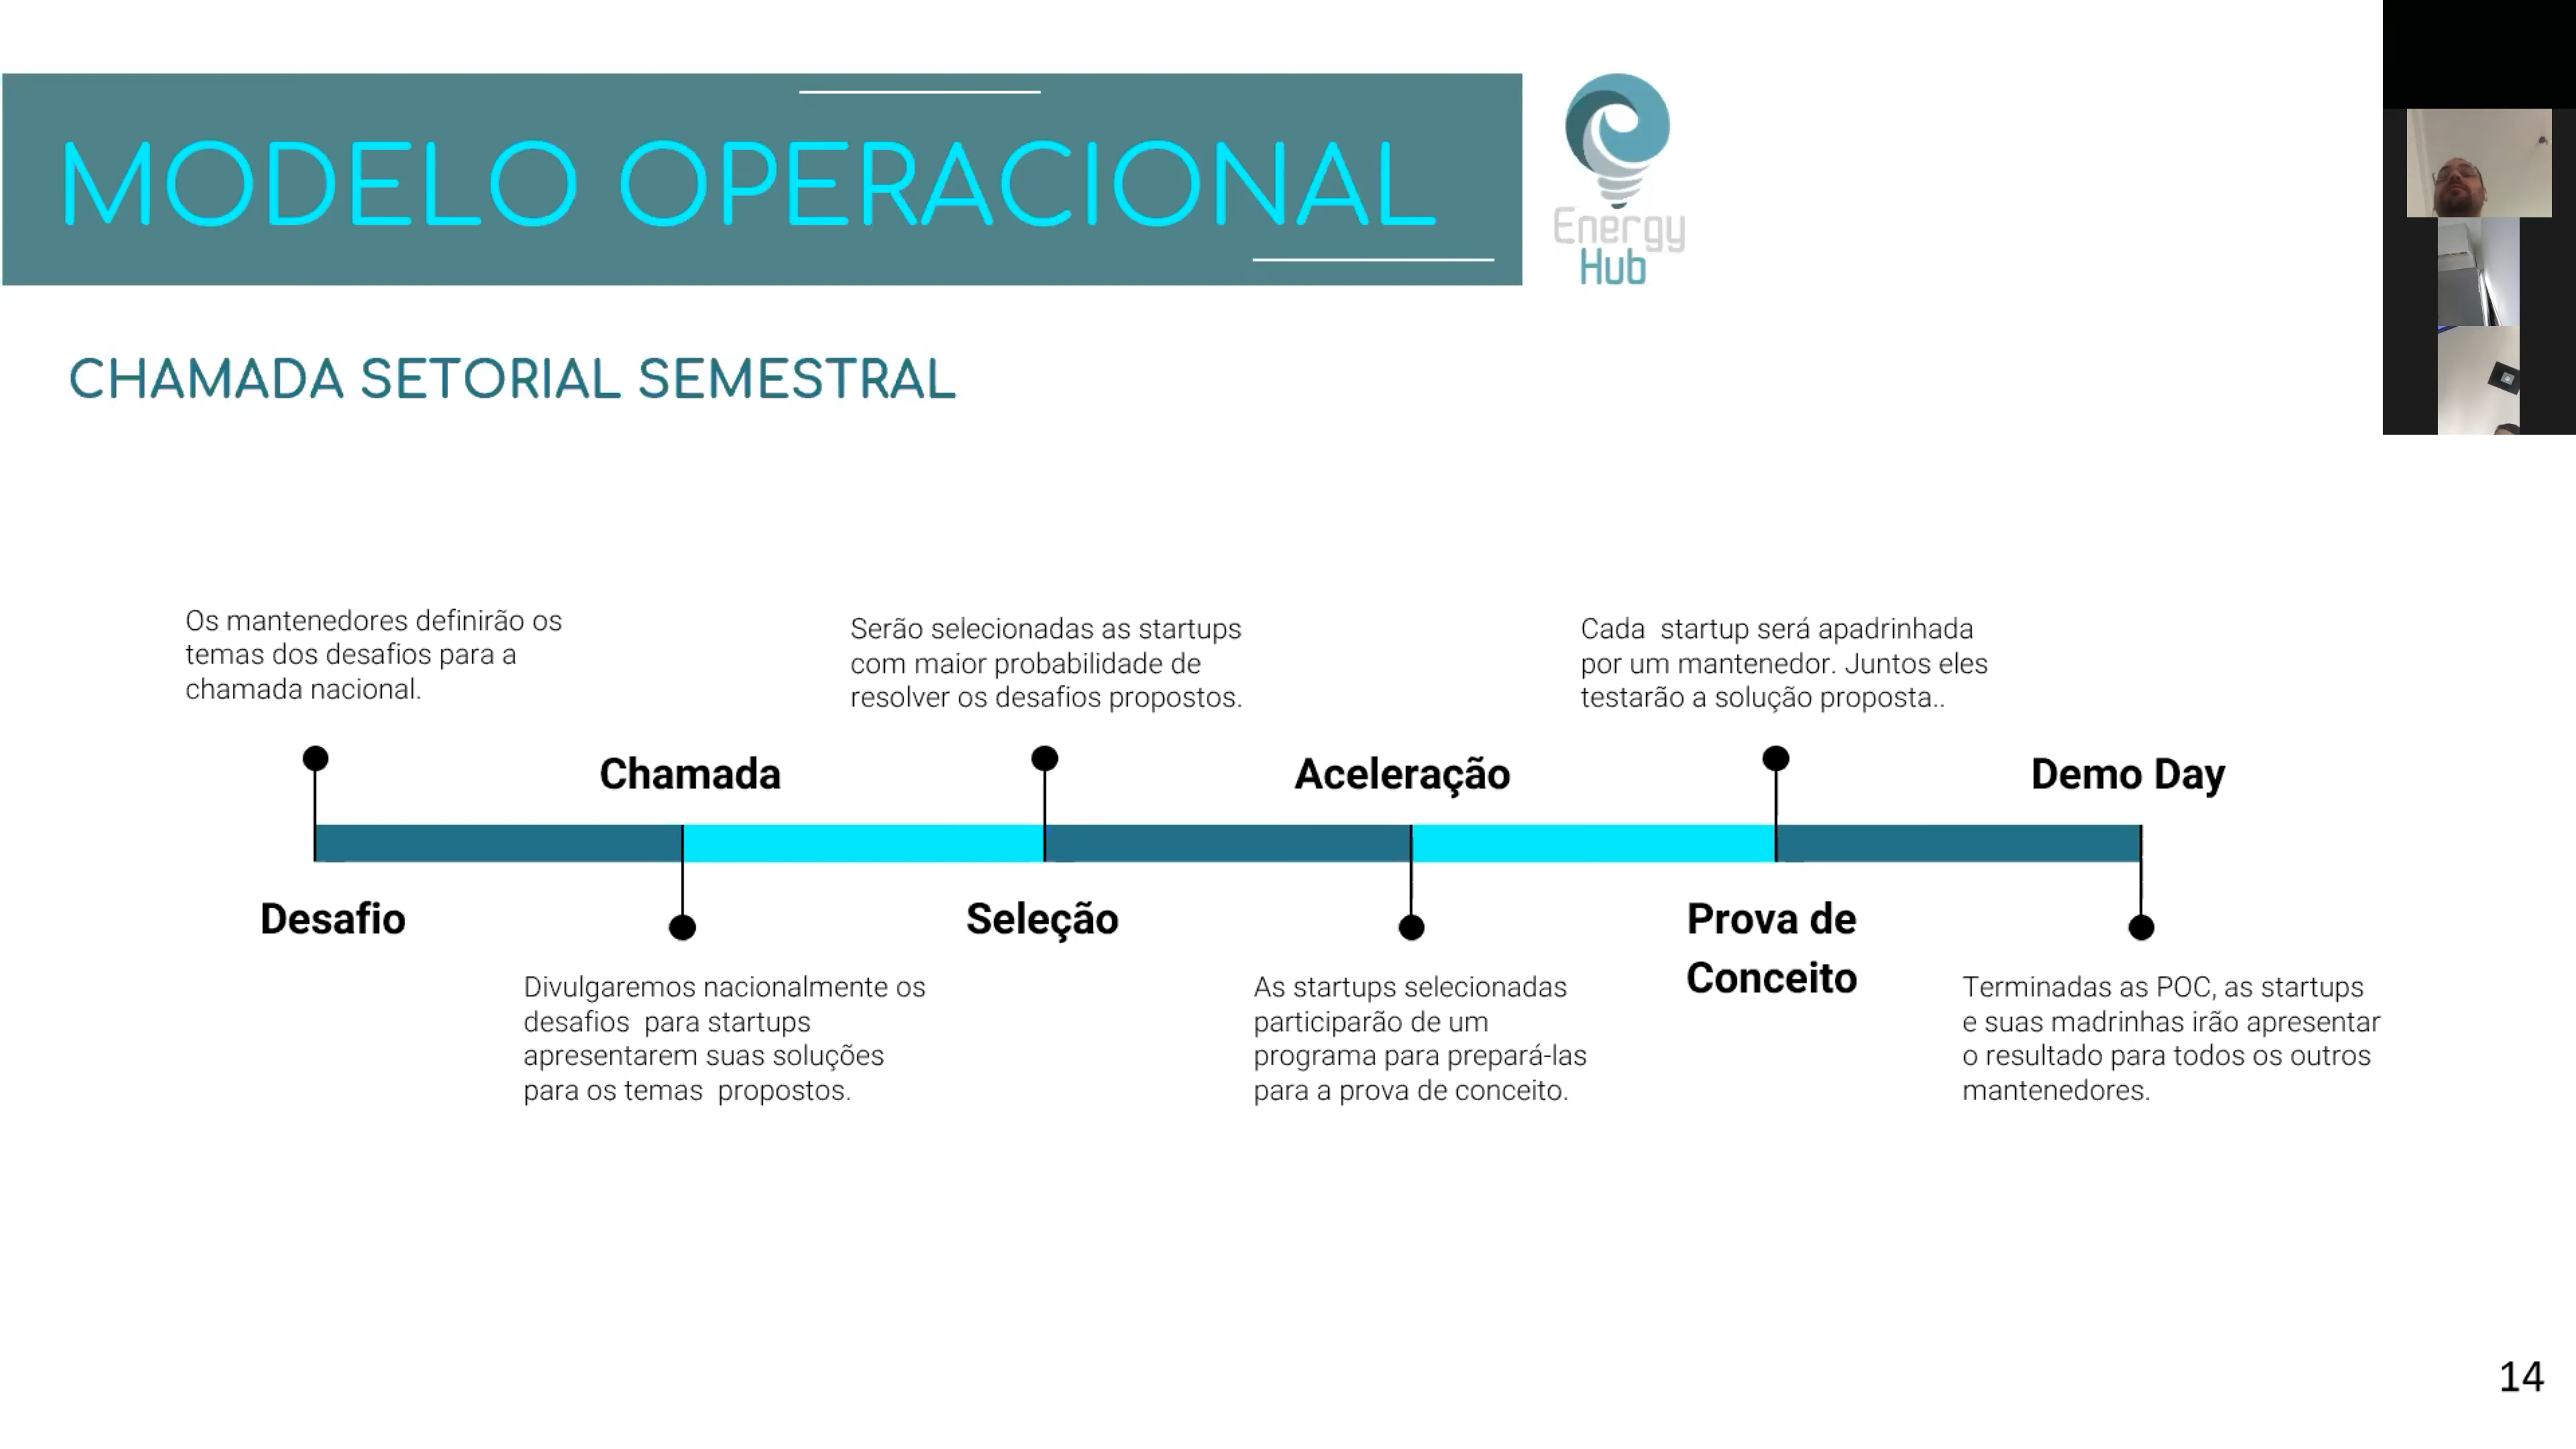 MODELO OPERACIONAL
Energy
Hub
CHAMADA SETORIAL SEMESTRAL
Os mantenedores definirão os
temas dos desafios para a
chamada nacional.
Serão selecionadas as startups
com maior probabilidade de
resolver os desafios propostos.
Cada  startup será apadrinhada
por um mantenedor. Juntos eles
testarão a solução proposta..
Chamada
Aceleração
Demo Day
Desafio
Seleção
Prova de
Conceito
Divulgaremos nacionalmente os
desafios  para startups
apresentarem suas soluções
para os temas  propostos.
As startups selecionadas
participarão de um
programa para prepará-las
para a prova de conceito.
Terminadas as POC, as startups
e suas madrinhas irão apresentar
o resultado para todos os outros
mantenedores.
14